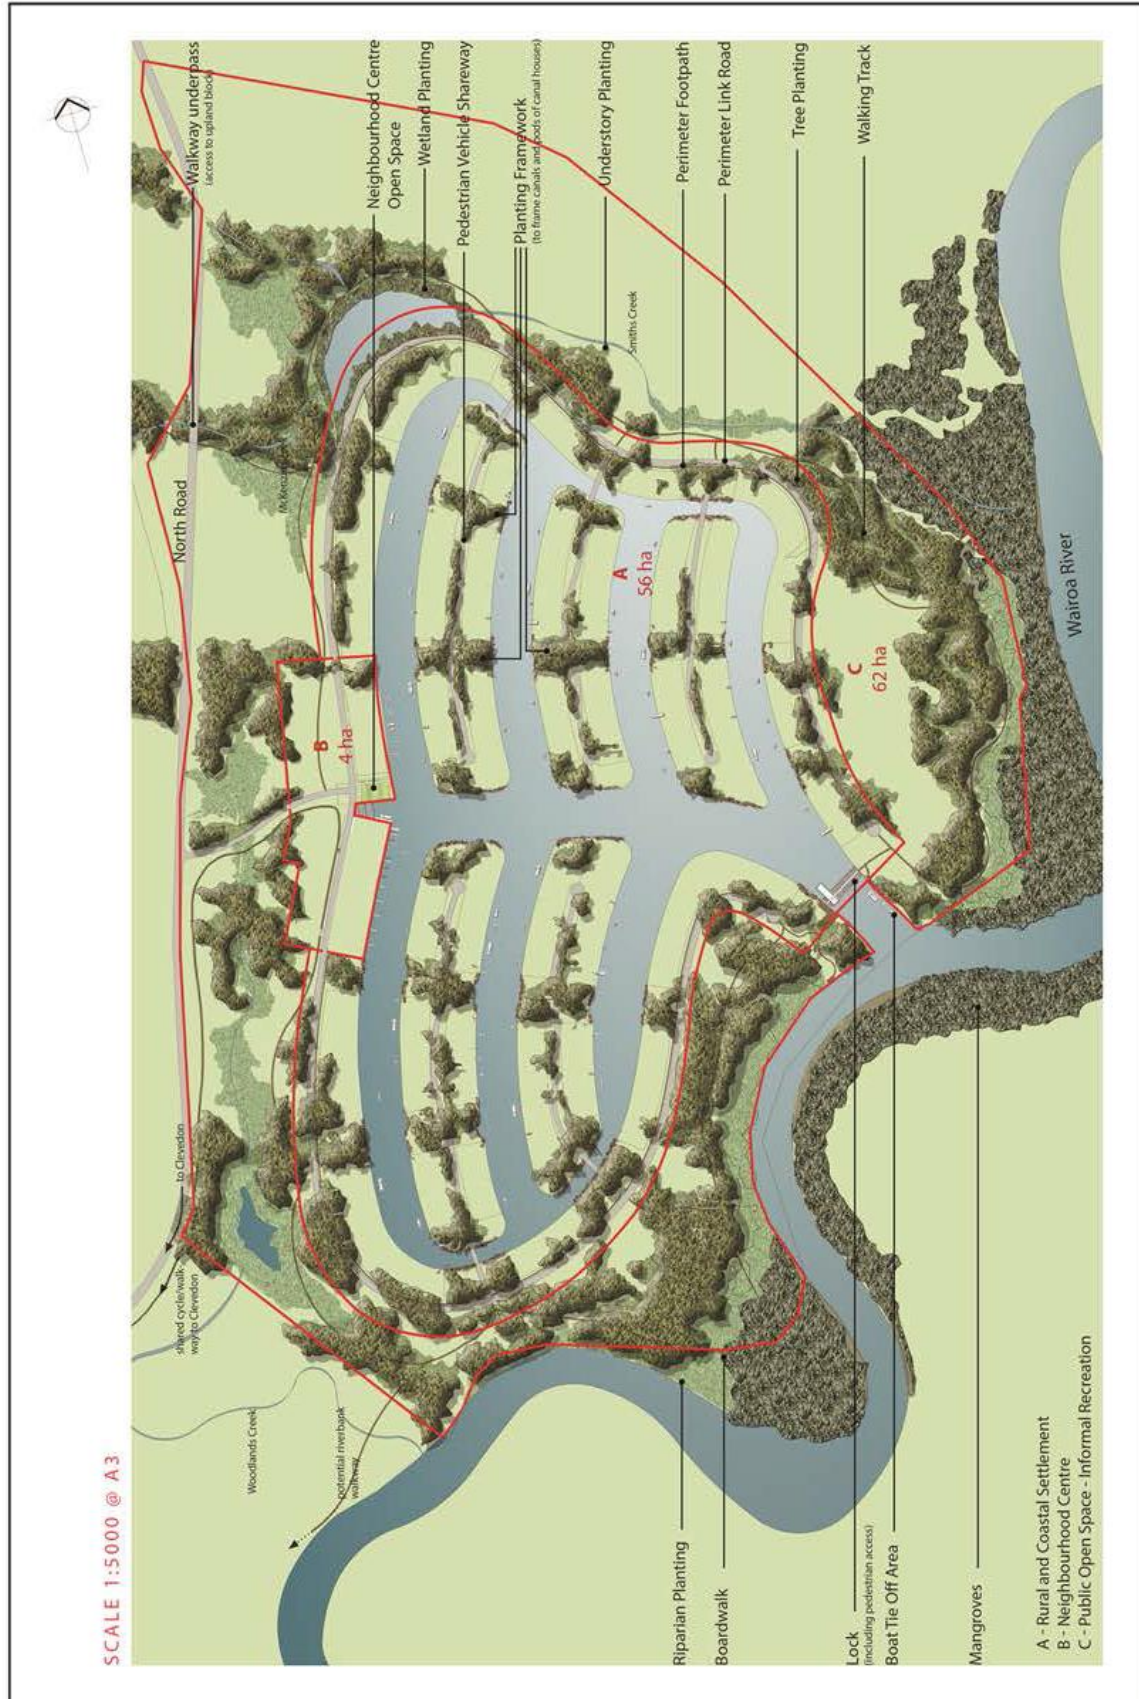 SCALE 1:5000 @ A3
Walkway underpass
(access to upland block)
Neighbourhood Centre
Open Space
Wetland Planting
Pedestrian Vehicle Shareway
Planting Framework
(to frame canals and pods of canal houses)
Understory Planting
Perimeter Footpath
Perimeter Link Road
Tree Planting
Walking Track
North Road
Smiths Creek
Wairoa River
A
56 ha
B
4 ha
C
62 ha
to Clevedon
shared cycle/walk
way to Clevedon
Woodlands Creek
potential riverbank
walkway
Riparian Planting
Boardwalk
Lock
(including pedestrian access)
Boat Tie Off Area
Mangroves
A - Rural and Coastal Settlement
B - Neighbourhood Centre
C - Public Open Space - Informal Recreation